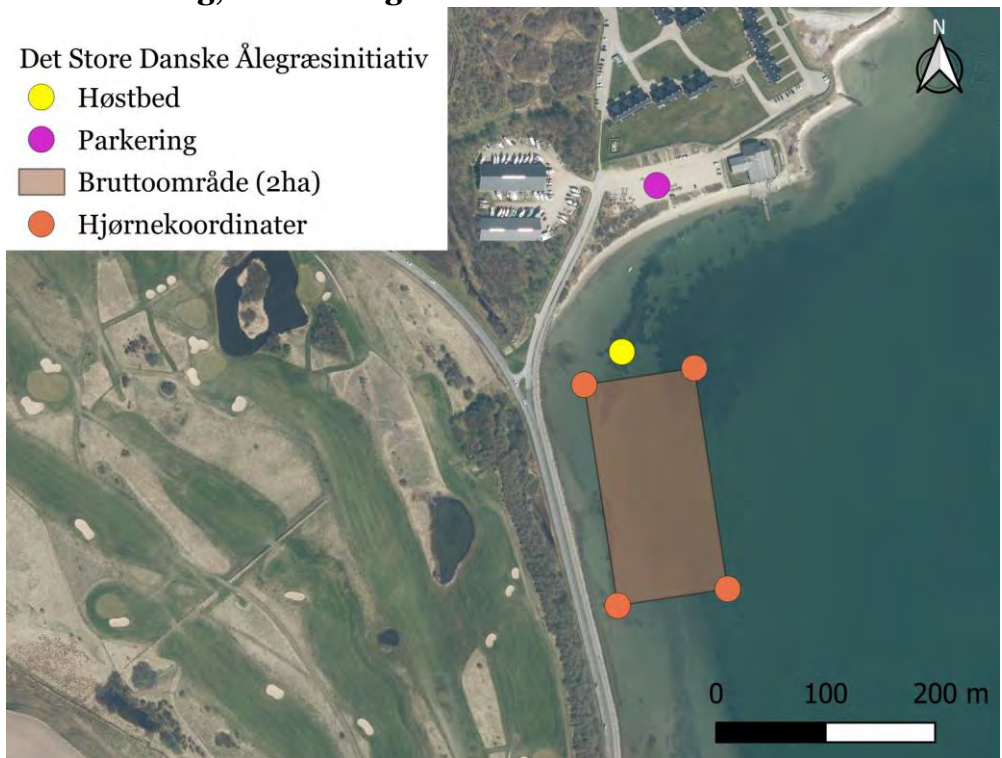 Det Store Danske Ålegræsinitiativ
Høstbed
Parkering
Bruttoområde (2ha)
Hjørnekoordinater
N
0 100 200 m